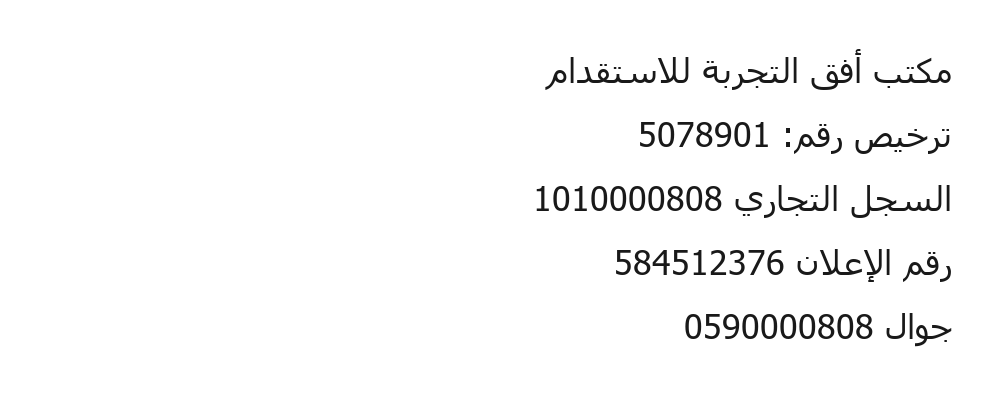 مكتب أفق التجربة للاستقدام
ترخيص رقم: 5078901
السجل التجاري 1010000808
رقم الإعلان 584512376
جوال 0590000808